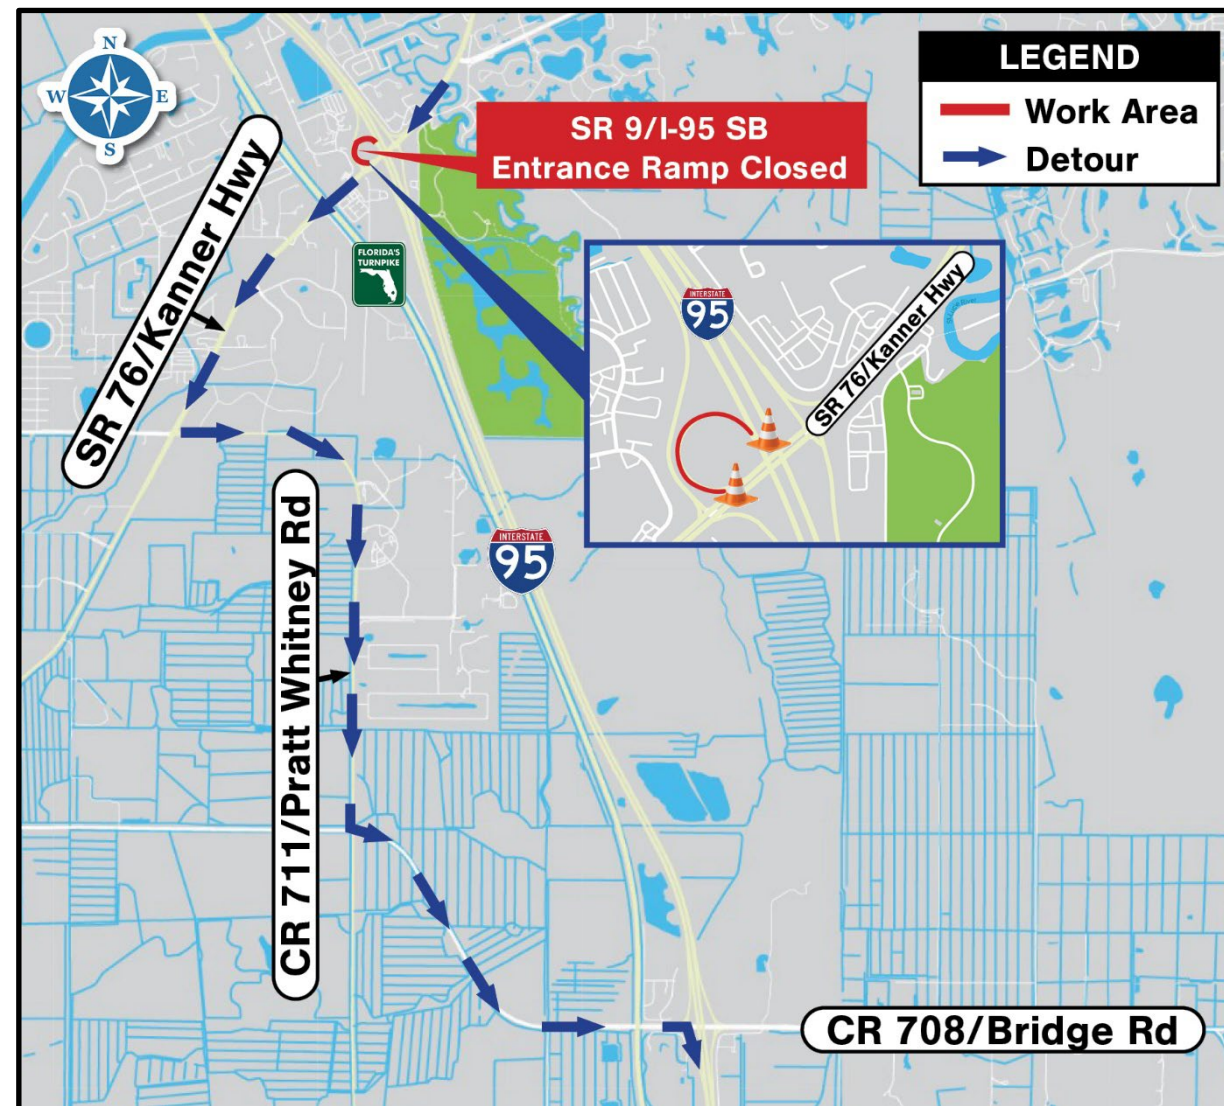 N
W
E
S
LEGEND
Work Area
Detour
SR 9/I-95 SB
Entrance Ramp Closed
SR 76/Kanner Hwy
FLORIDA'S
TURNPIKE
INTERSTATE
95
SR 76/Kanner Hwy
INTERSTATE
95
CR 711/Pratt Whitney Rd
CR 708/Bridge Rd